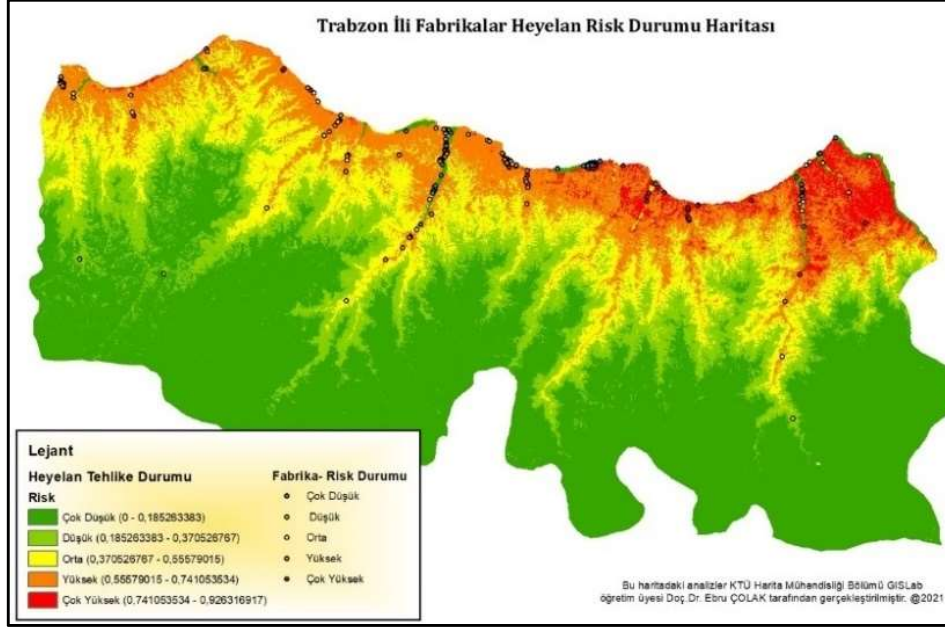 Trabzon İli Fabrikalar Heyelan Risk Durumu Haritası
Lejant
Heyelan Tehlike Durumu
Risk
Çok Düşük (0 - 0,185263383)
Düşük (0,185263383 - 0,370526767)
Orta (0,370526767 - 0,55579015)
Yüksek (0,55579015 - 0,741053534)
Çok Yüksek (0,741053534 - 0,926316917)
Fabrika- Risk Durumu
Çok Düşük
Düşük
Orta
Yüksek
Çok Yüksek
Bu haritadaki analizler KTÜ Harita Mühendisliği Bölümü GISLab
öğretim üyesi Doç.Dr. Ebru ÇOLAK tarafından gerçekleştirilmiştir. @2021